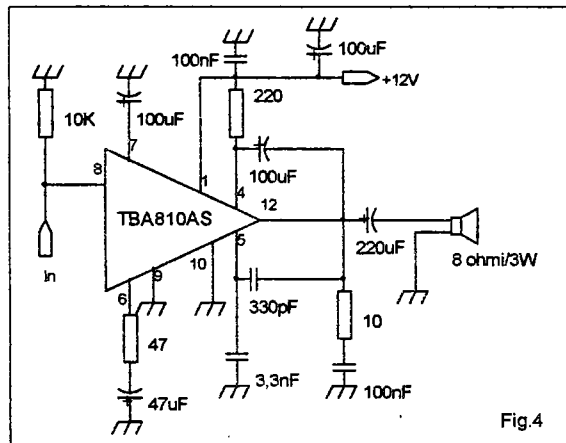 100nF
100uF
+12V
10K
100uF
220
7
8
1
4
100uF
12
TBA810AS
5
220uF
8 ohmi/3W
In
10
9
6
330pF
10
47
3,3nF
100nF
47uF
Fig.4